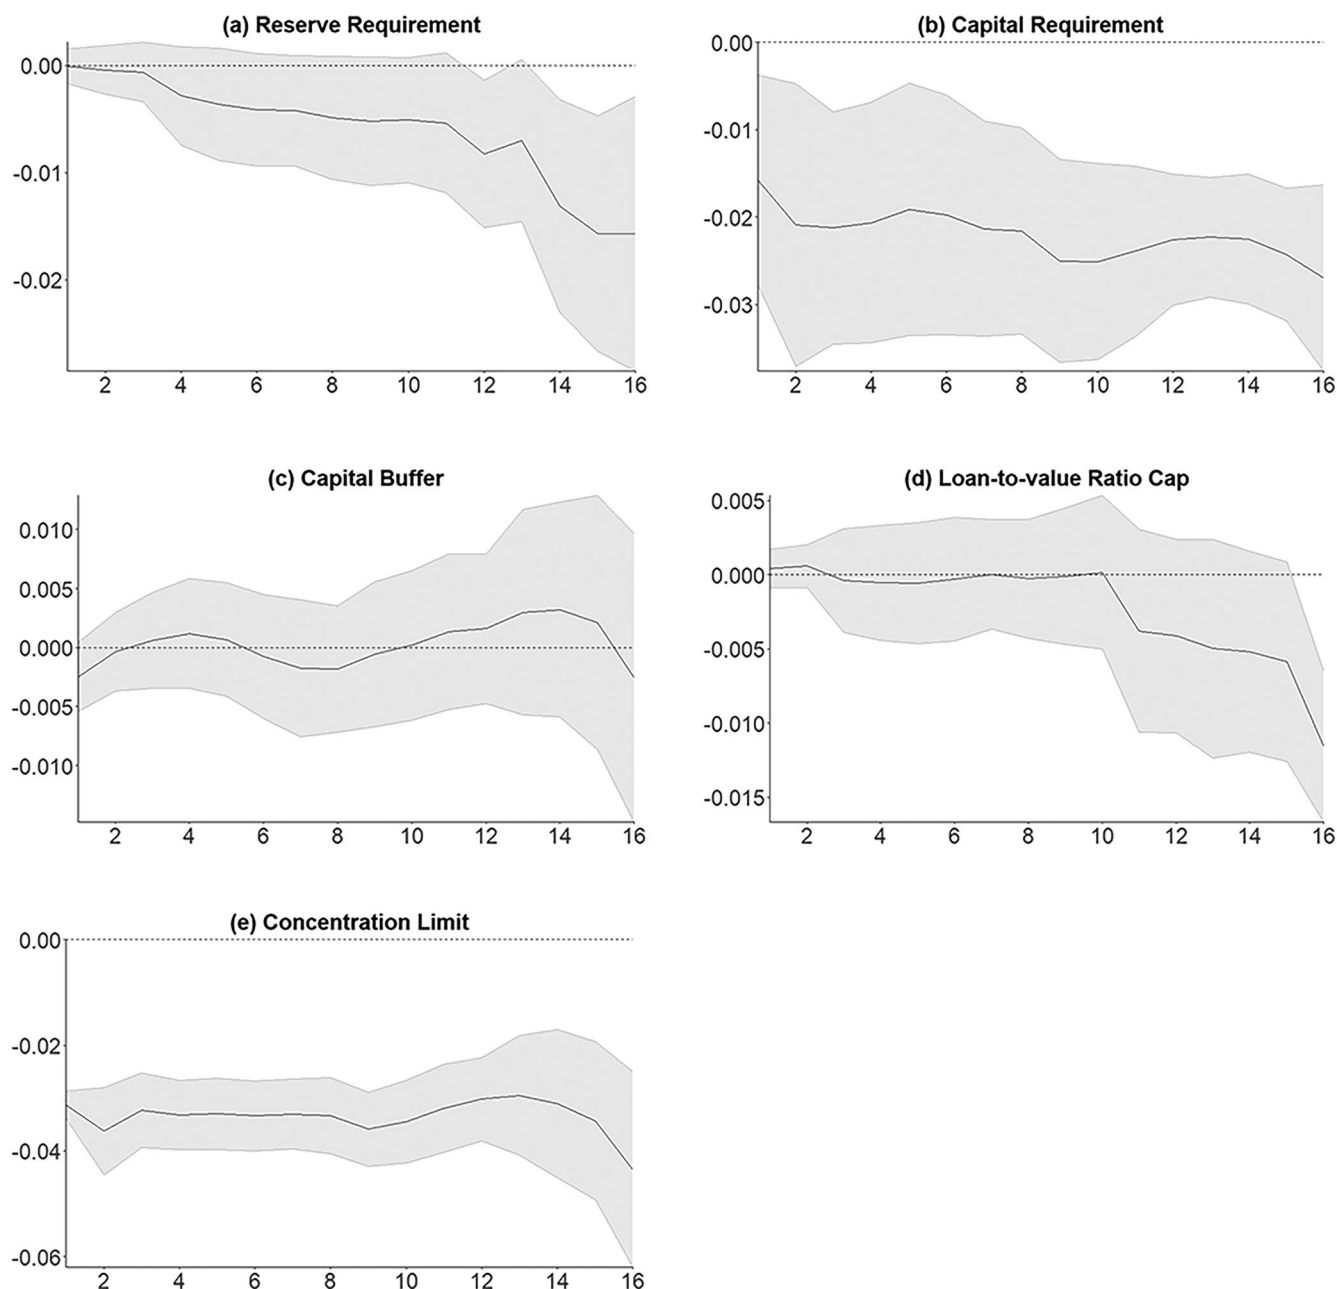 (a) Reserve Requirement
0.00
-0.01
-0.02
2 4 6 8 10 12 14 16
(b) Capital Requirement
0.00
-0.01
-0.02
-0.03
2 4 6 8 10 12 14 16
(c) Capital Buffer
0.010
0.005
0.000
-0.005
-0.010
2 4 6 8 10 12 14 16
(d) Loan-to-value Ratio Cap
0.005
0.000
-0.005
-0.010
-0.015
2 4 6 8 10 12 14 16
(e) Concentration Limit
0.00
-0.02
-0.04
-0.06
2 4 6 8 10 12 14 16